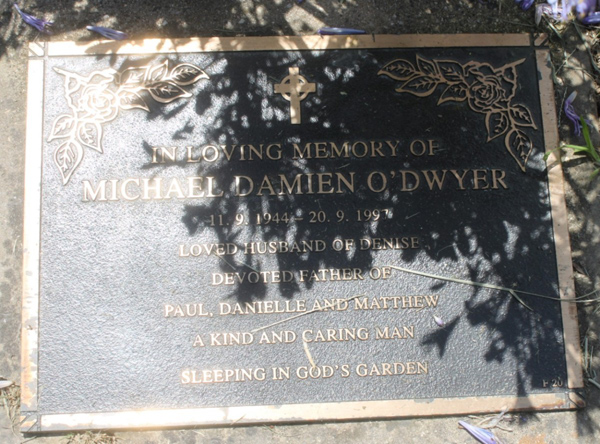 IN LOVING MEMORY OF
MICHAEL DAMIEN O'DWYER
11. 9. 1944 – 20. 9. 1997
LOVED HUSBAND OF DENISE
DEVOTED FATHER OF
PAUL, DANIELLE AND MATTHEW
A KIND AND CARING MAN
SLEEPING IN GOD'S GARDEN